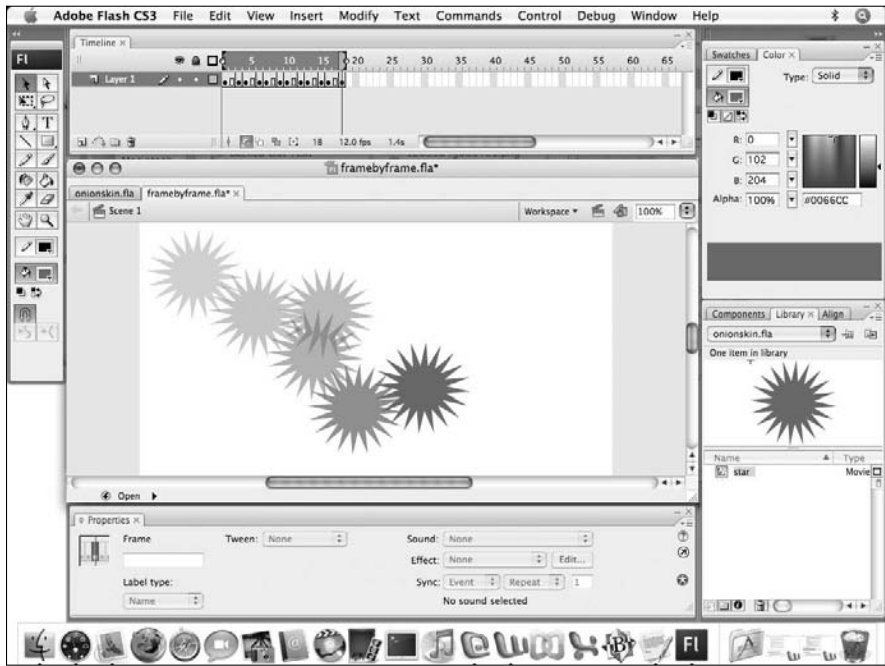 Adobe Flash CS3 File Edit View Insert Modify Text Commands Control Debug Window Help
Timeline ×
5 10 15 20 25 30 35 40 45 50 55 60 65
Layer 1
18 12.0 fps 1.4s
Fl
T
framebyframe.fla*
onionskin.fla framebyframe.fla* ×
Scene 1
Workspace
100%
Open
Properties ×
Frame
Tween: None
Sound: None
Effect: None
Edit...
Label type:
Sync: Event Repeat 1
Name
No sound selected
Swatches Color ×
Type: Solid
R: 0
G: 102
B: 204
Alpha: 100% #0066CC
Components Library × Align
onionskin.fla
One item in library
Name Type
star Movie
Fl